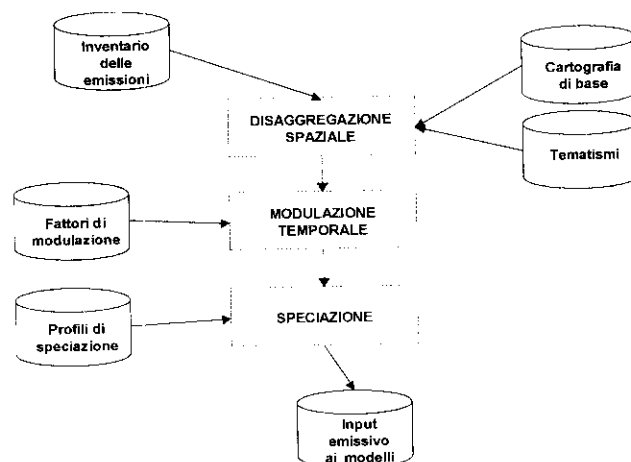 Inventario
delle
emissioni
Cartografia
di base
DISAGGREGAZIONE
SPAZIALE
Tematismi
Fattori di
modulazione
MODULAZIONE
TEMPORALE
Profili di
speciazione
SPECIAZIONE
Input
emissivo
ai modelli